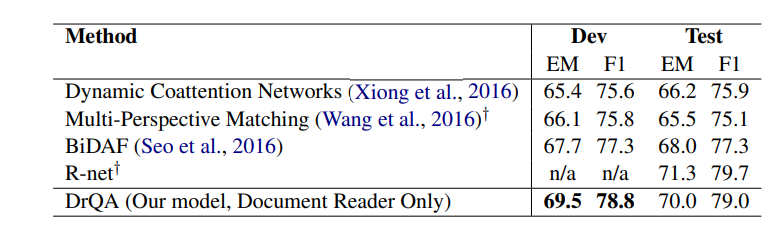 Method Dev Test
EM F1 EM F1
Dynamic Coattention Networks (Xiong et al., 2016) 65.4 75.6 66.2 75.9
Multi-Perspective Matching (Wang et al., 2016)† 66.1 75.8 65.5 75.1
BiDAF (Seo et al., 2016) 67.7 77.3 68.0 77.3
R-net† n/a n/a 71.3 79.7
DrQA (Our model, Document Reader Only) 69.5 78.8 70.0 79.0